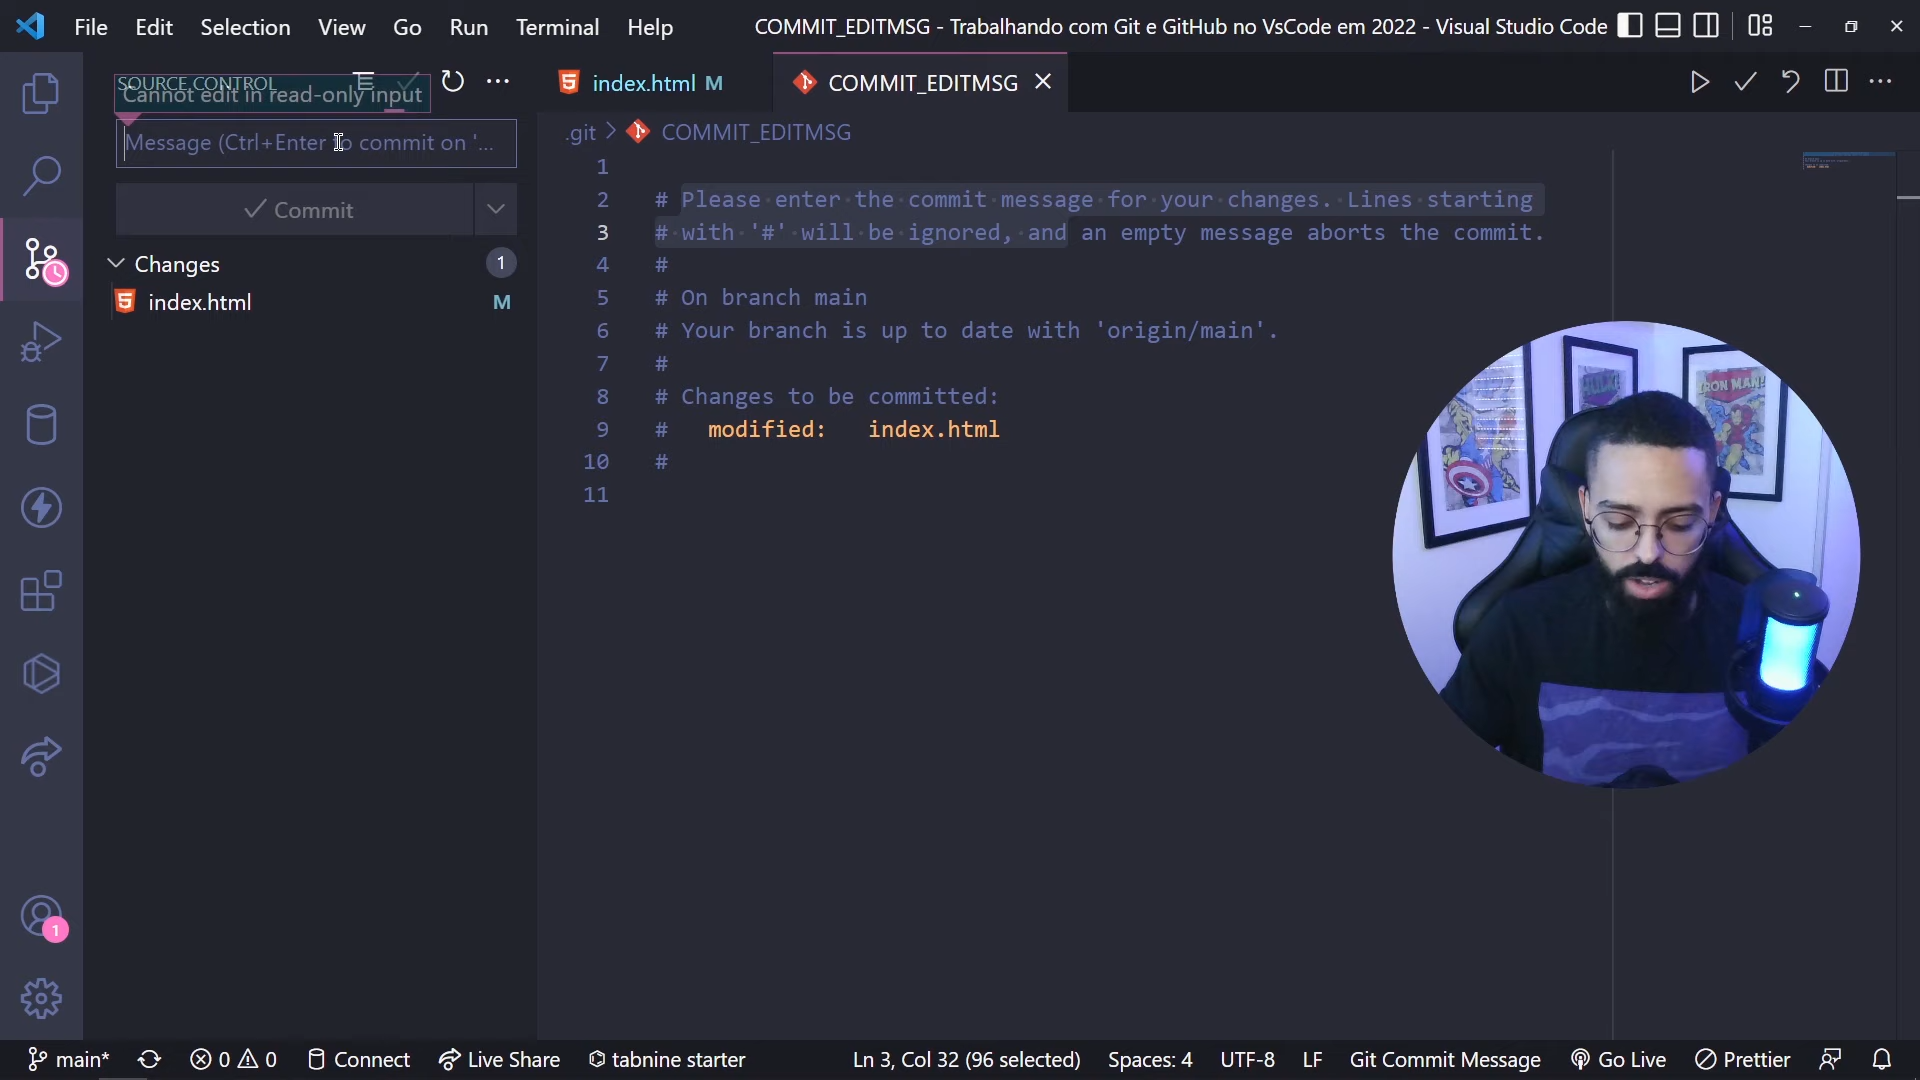 File Edit Selection View Go Run Terminal Help
COMMIT_EDITMSG - Trabalhando com Git e GitHub no VsCode em 2022 - Visual Studio Code
SOURCE CONTROL
Cannot edit in read-only input
Message (Ctrl+Enter to commit on '...
Commit
Changes 1
index.html M
1
index.html M
COMMIT_EDITMSG
.git > COMMIT_EDITMSG
1
2 # Please enter the commit message for your changes. Lines starting
3 # with '#' will be ignored, and an empty message aborts the commit.
4 #
5 # On branch main
6 # Your branch is up to date with 'origin/main'.
7 #
8 # Changes to be committed:
9 # modified: index.html
10 #
11
HULK
IRON MAN!
main* 0 0 Connect Live Share tabnine starter
Ln 3, Col 32 (96 selected) Spaces: 4 UTF-8 LF Git Commit Message Go Live Prettier